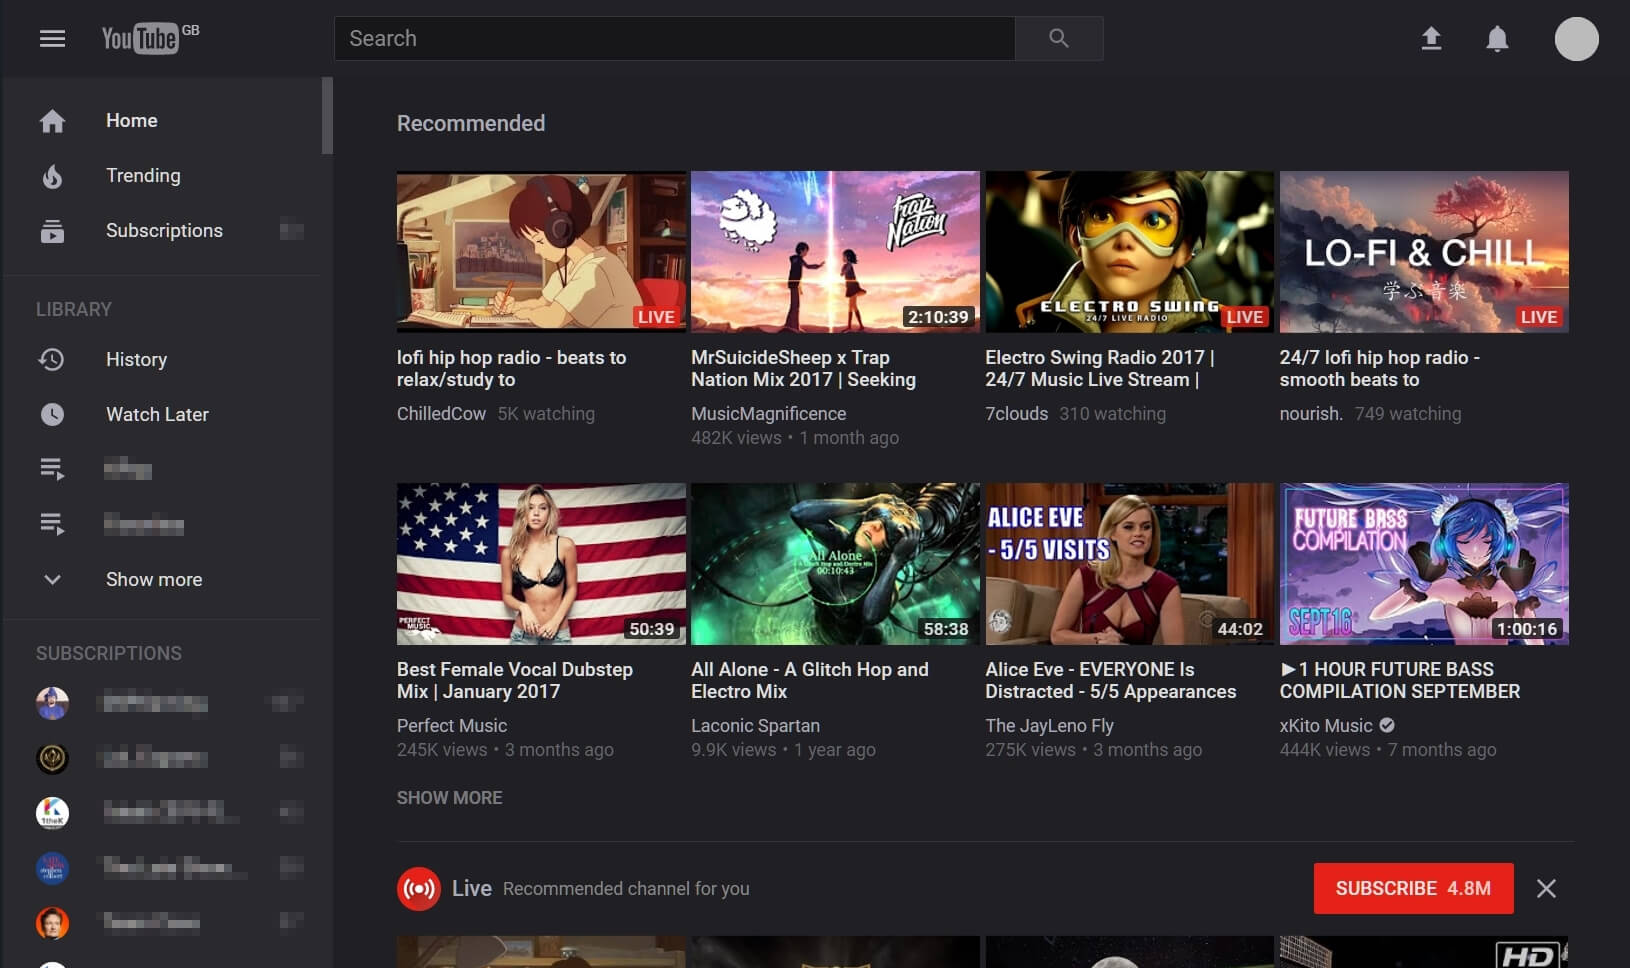 YouTube GB
Search
Home
Trending
Subscriptions
LIBRARY
History
Watch Later
Show more
SUBSCRIPTIONS
1theK
Recommended
LIVE
lofi hip hop radio - beats to
relax/study to
ChilledCow 5K watching
Trap
Nation
2:10:39
MrSuicideSheep x Trap
Nation Mix 2017 | Seeking
MusicMagnificence
482K views • 1 month ago
ELECTRO SWING
24/7 LIVE RADIO
LIVE
Electro Swing Radio 2017 |
24/7 Music Live Stream |
7clouds 310 watching
LO-FI & CHILL
学ぶ音楽
LIVE
24/7 lofi hip hop radio -
smooth beats to
nourish. 749 watching
PERFECT
MUSIC
50:39
Best Female Vocal Dubstep
Mix | January 2017
Perfect Music
245K views • 3 months ago
All Alone
A Glitch Hop and Electro Mix
00:10:43
58:38
All Alone - A Glitch Hop and
Electro Mix
Laconic Spartan
9.9K views • 1 year ago
ALICE EVE
- 5/5 VISITS
44:02
Alice Eve - EVERYONE Is
Distracted - 5/5 Appearances
The JayLeno Fly
275K views • 3 months ago
FUTURE BASS
COMPILATION
SEPT16
1:00:16
►1 HOUR FUTURE BASS
COMPILATION SEPTEMBER
xKito Music
444K views • 7 months ago
SHOW MORE
Live Recommended channel for you
SUBSCRIBE 4.8M
HD